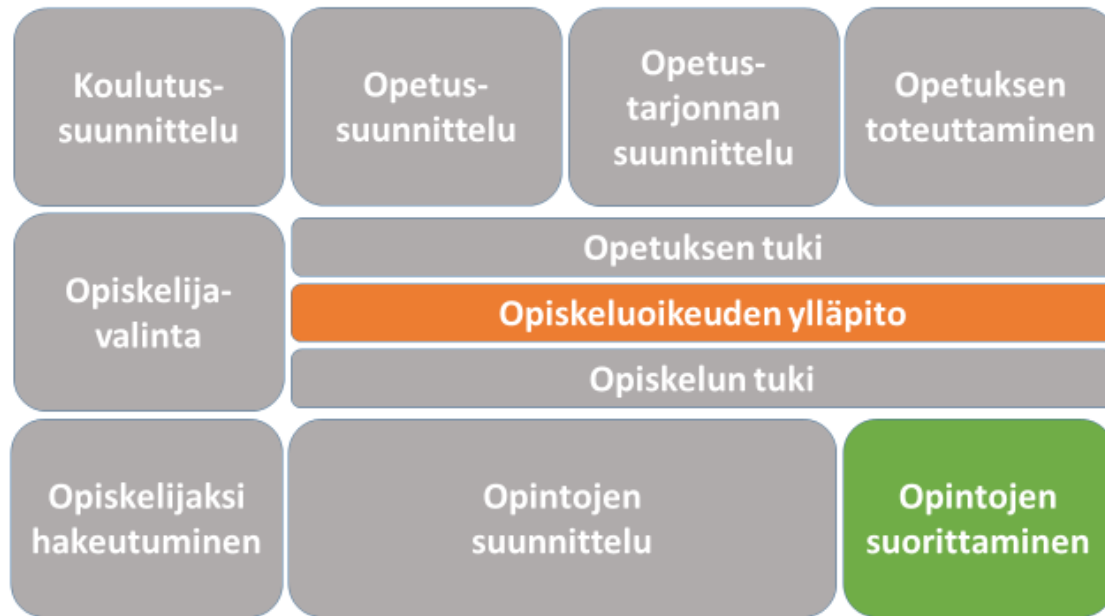 Koulutus-
suunnittelu
Opetus-
suunnittelu
Opetus-
tarjonnan
suunnittelu
Opetuksen
toteuttaminen
Opiskelija-
valinta
Opetuksen tuki
Opiskeluoikeuden ylläpito
Opiskelun tuki
Opiskelijaksi
hakeutuminen
Opintojen
suunnittelu
Opintojen
suorittaminen